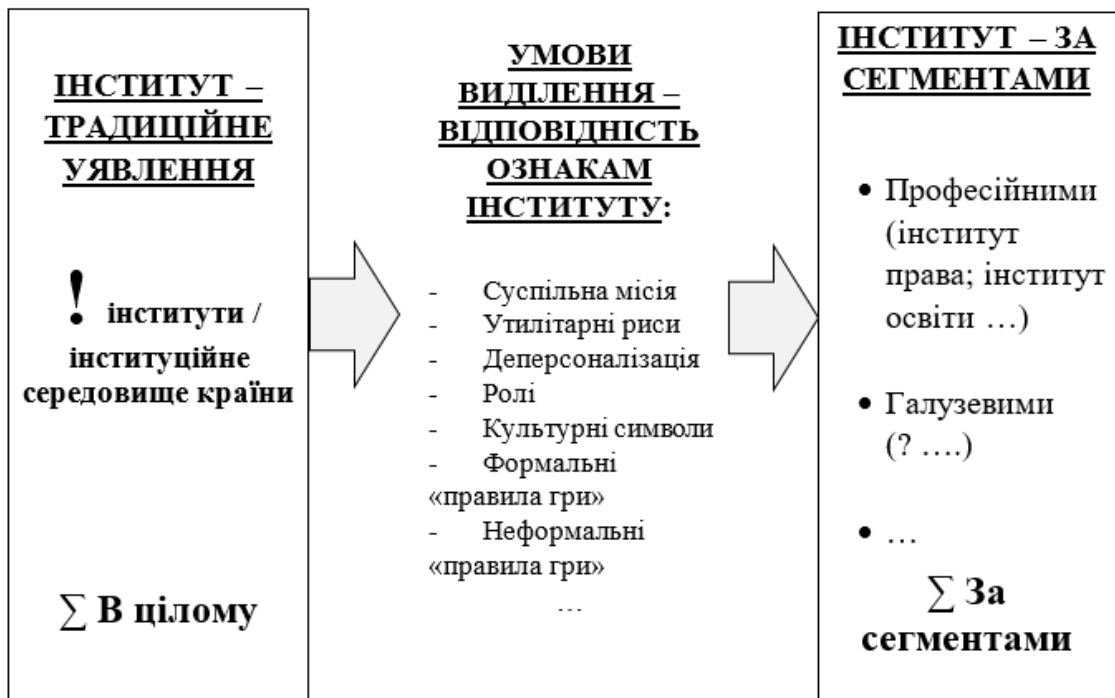 ІНСТИТУТ –
ТРАДИЦІЙНЕ
УЯВЛЕННЯ
! інститути /
інституційне
середовище країни
∑ В цілому
УМОВИ
ВИДІЛЕННЯ –
ВІДПОВІДНІСТЬ
ОЗНАКАМ
ІНСТИТУТУ:
- Суспільна місія
- Утилітарні риси
- Деперсоналізація
- Ролі
- Культурні символи
- Формальні
«правила гри»
- Неформальні
«правила гри»
…
ІНСТИТУТ – ЗА
СЕГМЕНТАМИ
• Професійними
(інститут
права; інститут
освіти …)
• Галузевими
(? ….)
• …
∑ За
сегментами